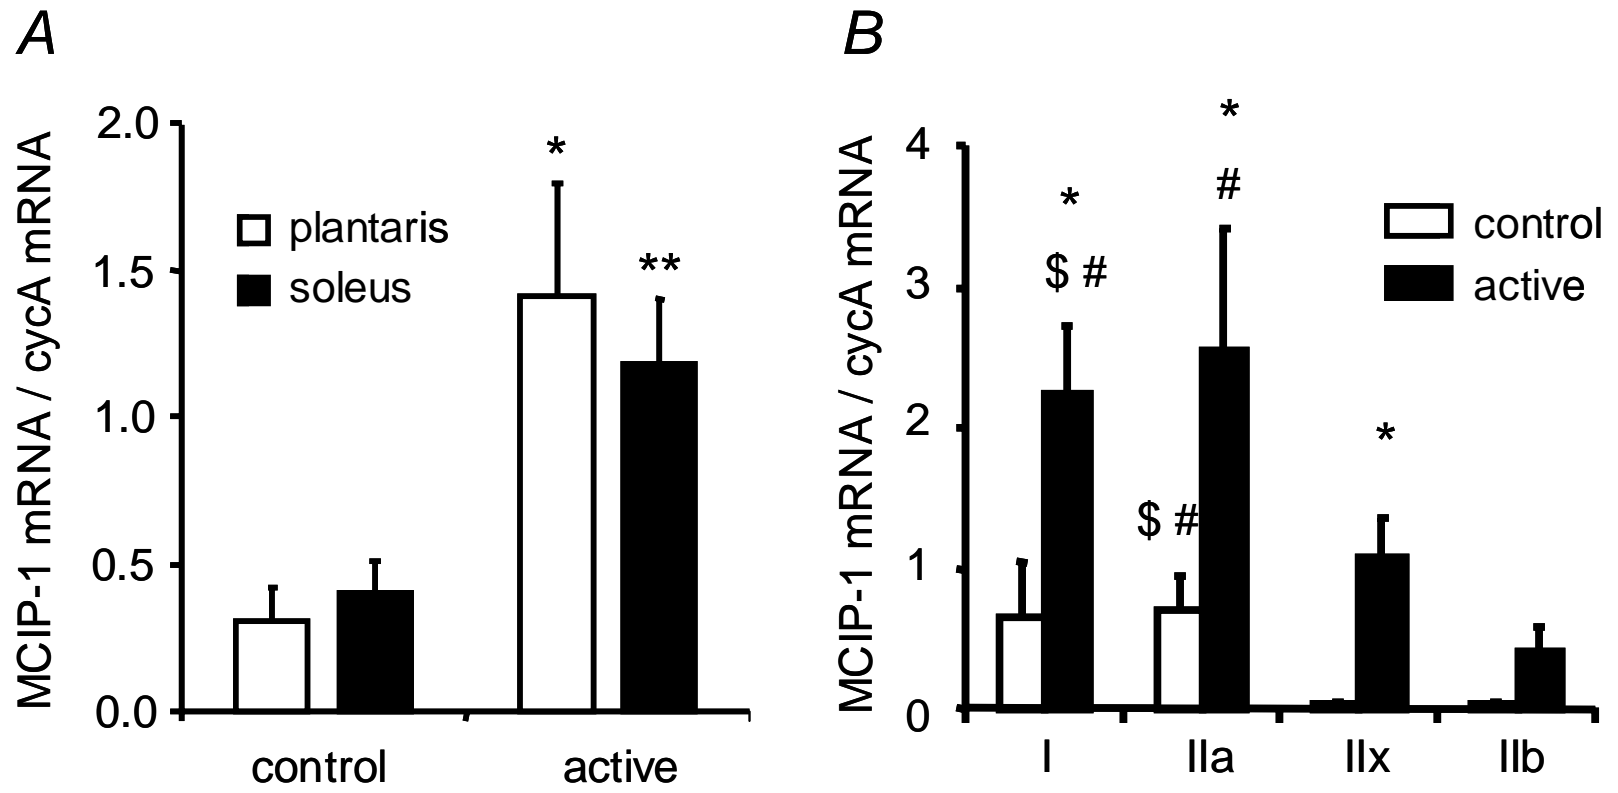 A
MCIP-1 mRNA / cycA mRNA
2.0
1.5
1.0
0.5
0.0
plantaris
soleus
*
**
control
active
B
MCIP-1 mRNA / cycA mRNA
4
3
2
1
0
control
active
*
$ #
$ #
*
#
*
I
IIa
IIx
IIb